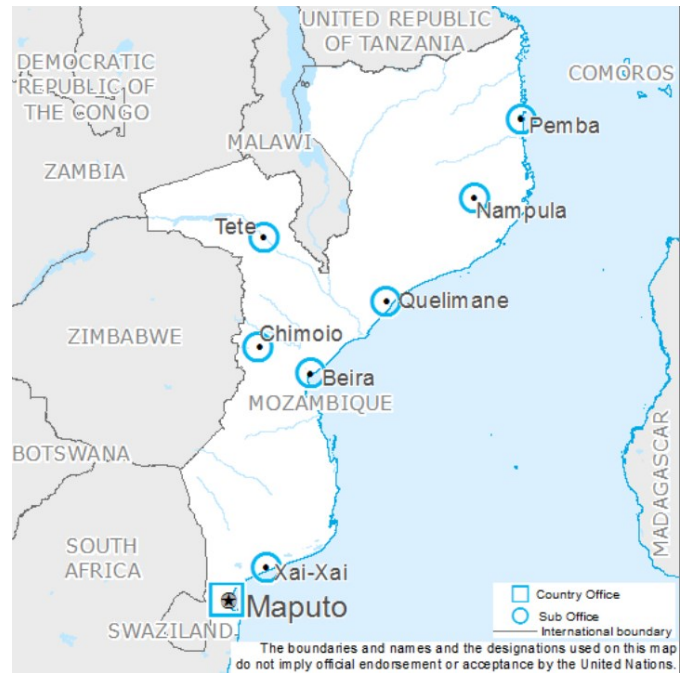 UNITED REPUBLIC
OF TANZANIA
DEMOCRATIC
REPUBLIC OF
THE CONGO
COMOROS
Pemba
MALAWI
ZAMBIA
Nampula
Tete
Quelimane
ZIMBABWE
Chimoio
Beira
MOZAMBIQUE
MADAGASCAR
BOTSWANA
SOUTH
AFRICA
Xai-Xai
Maputo
SWAZILAND
Country Office
Sub Office
International boundary
The boundaries and names and the designations used on this map
do not imply official endorsement or acceptance by the United Nations.